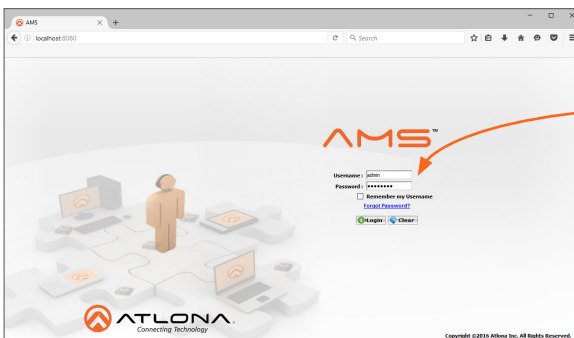 AMS
localhost:8080
Search
AMS™
Username : admin
Password : ••••••••
Remember my Username
Forgot Password?
Login Clear
ATLONA.
Connecting Technology
Copyright ©2016 Atlona Inc. All Rights Reserved.